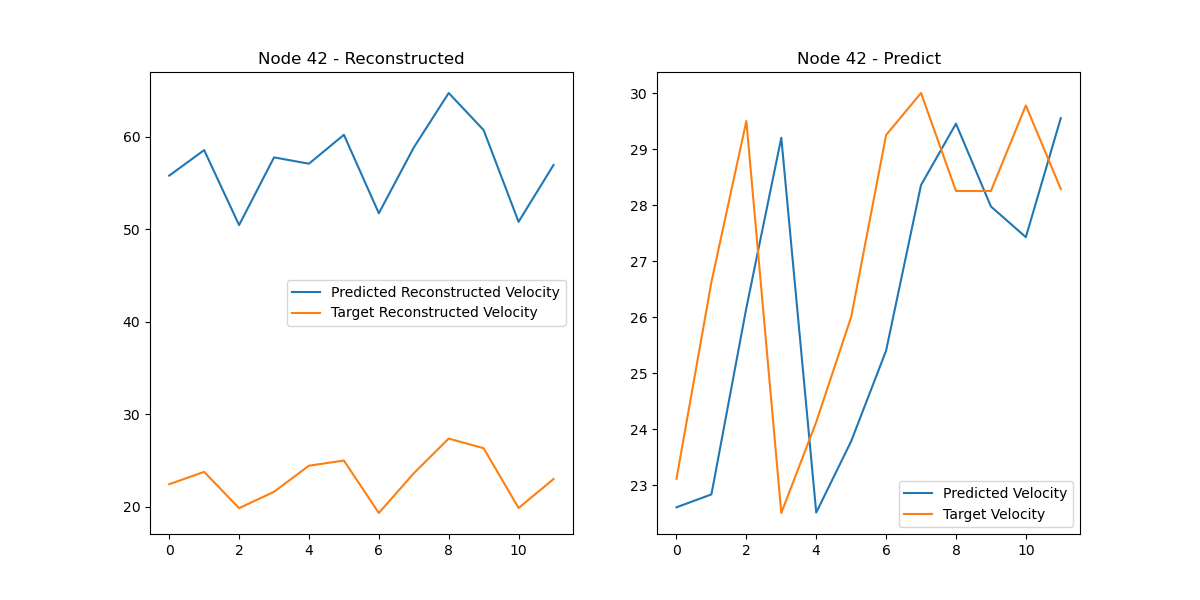 Node 42 - Reconstructed
60
50
40
30
20
0 2 4 6 8 10
Predicted Reconstructed Velocity
Target Reconstructed Velocity
Node 42 - Predict
30
29
28
27
26
25
24
23
0 2 4 6 8 10
Predicted Velocity
Target Velocity